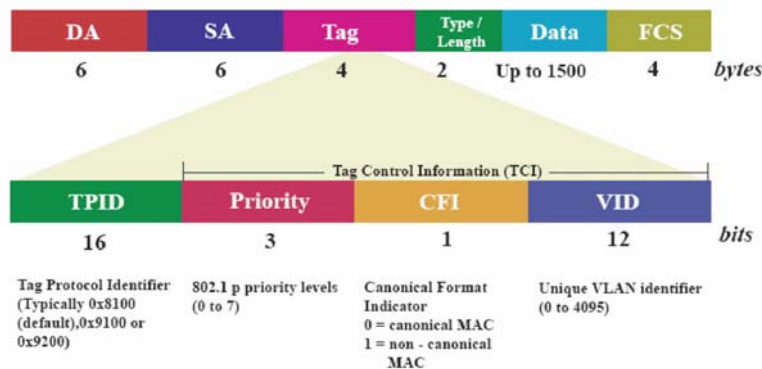 DA SA Tag Type / Length Data FCS
6 6 4 2 Up to 1500 4 bytes
Tag Control Information (TCI)
TPID Priority CFI VID
16 3 1 12 bits
Tag Protocol Identifier
(Typically 0x8100
(default),0x9100 or
0x9200)
802.1 p priority levels
(0 to 7)
Canonical Format
Indicator
0 = canonical MAC
1 = non - canonical
MAC
Unique VLAN identifier
(0 to 4095)